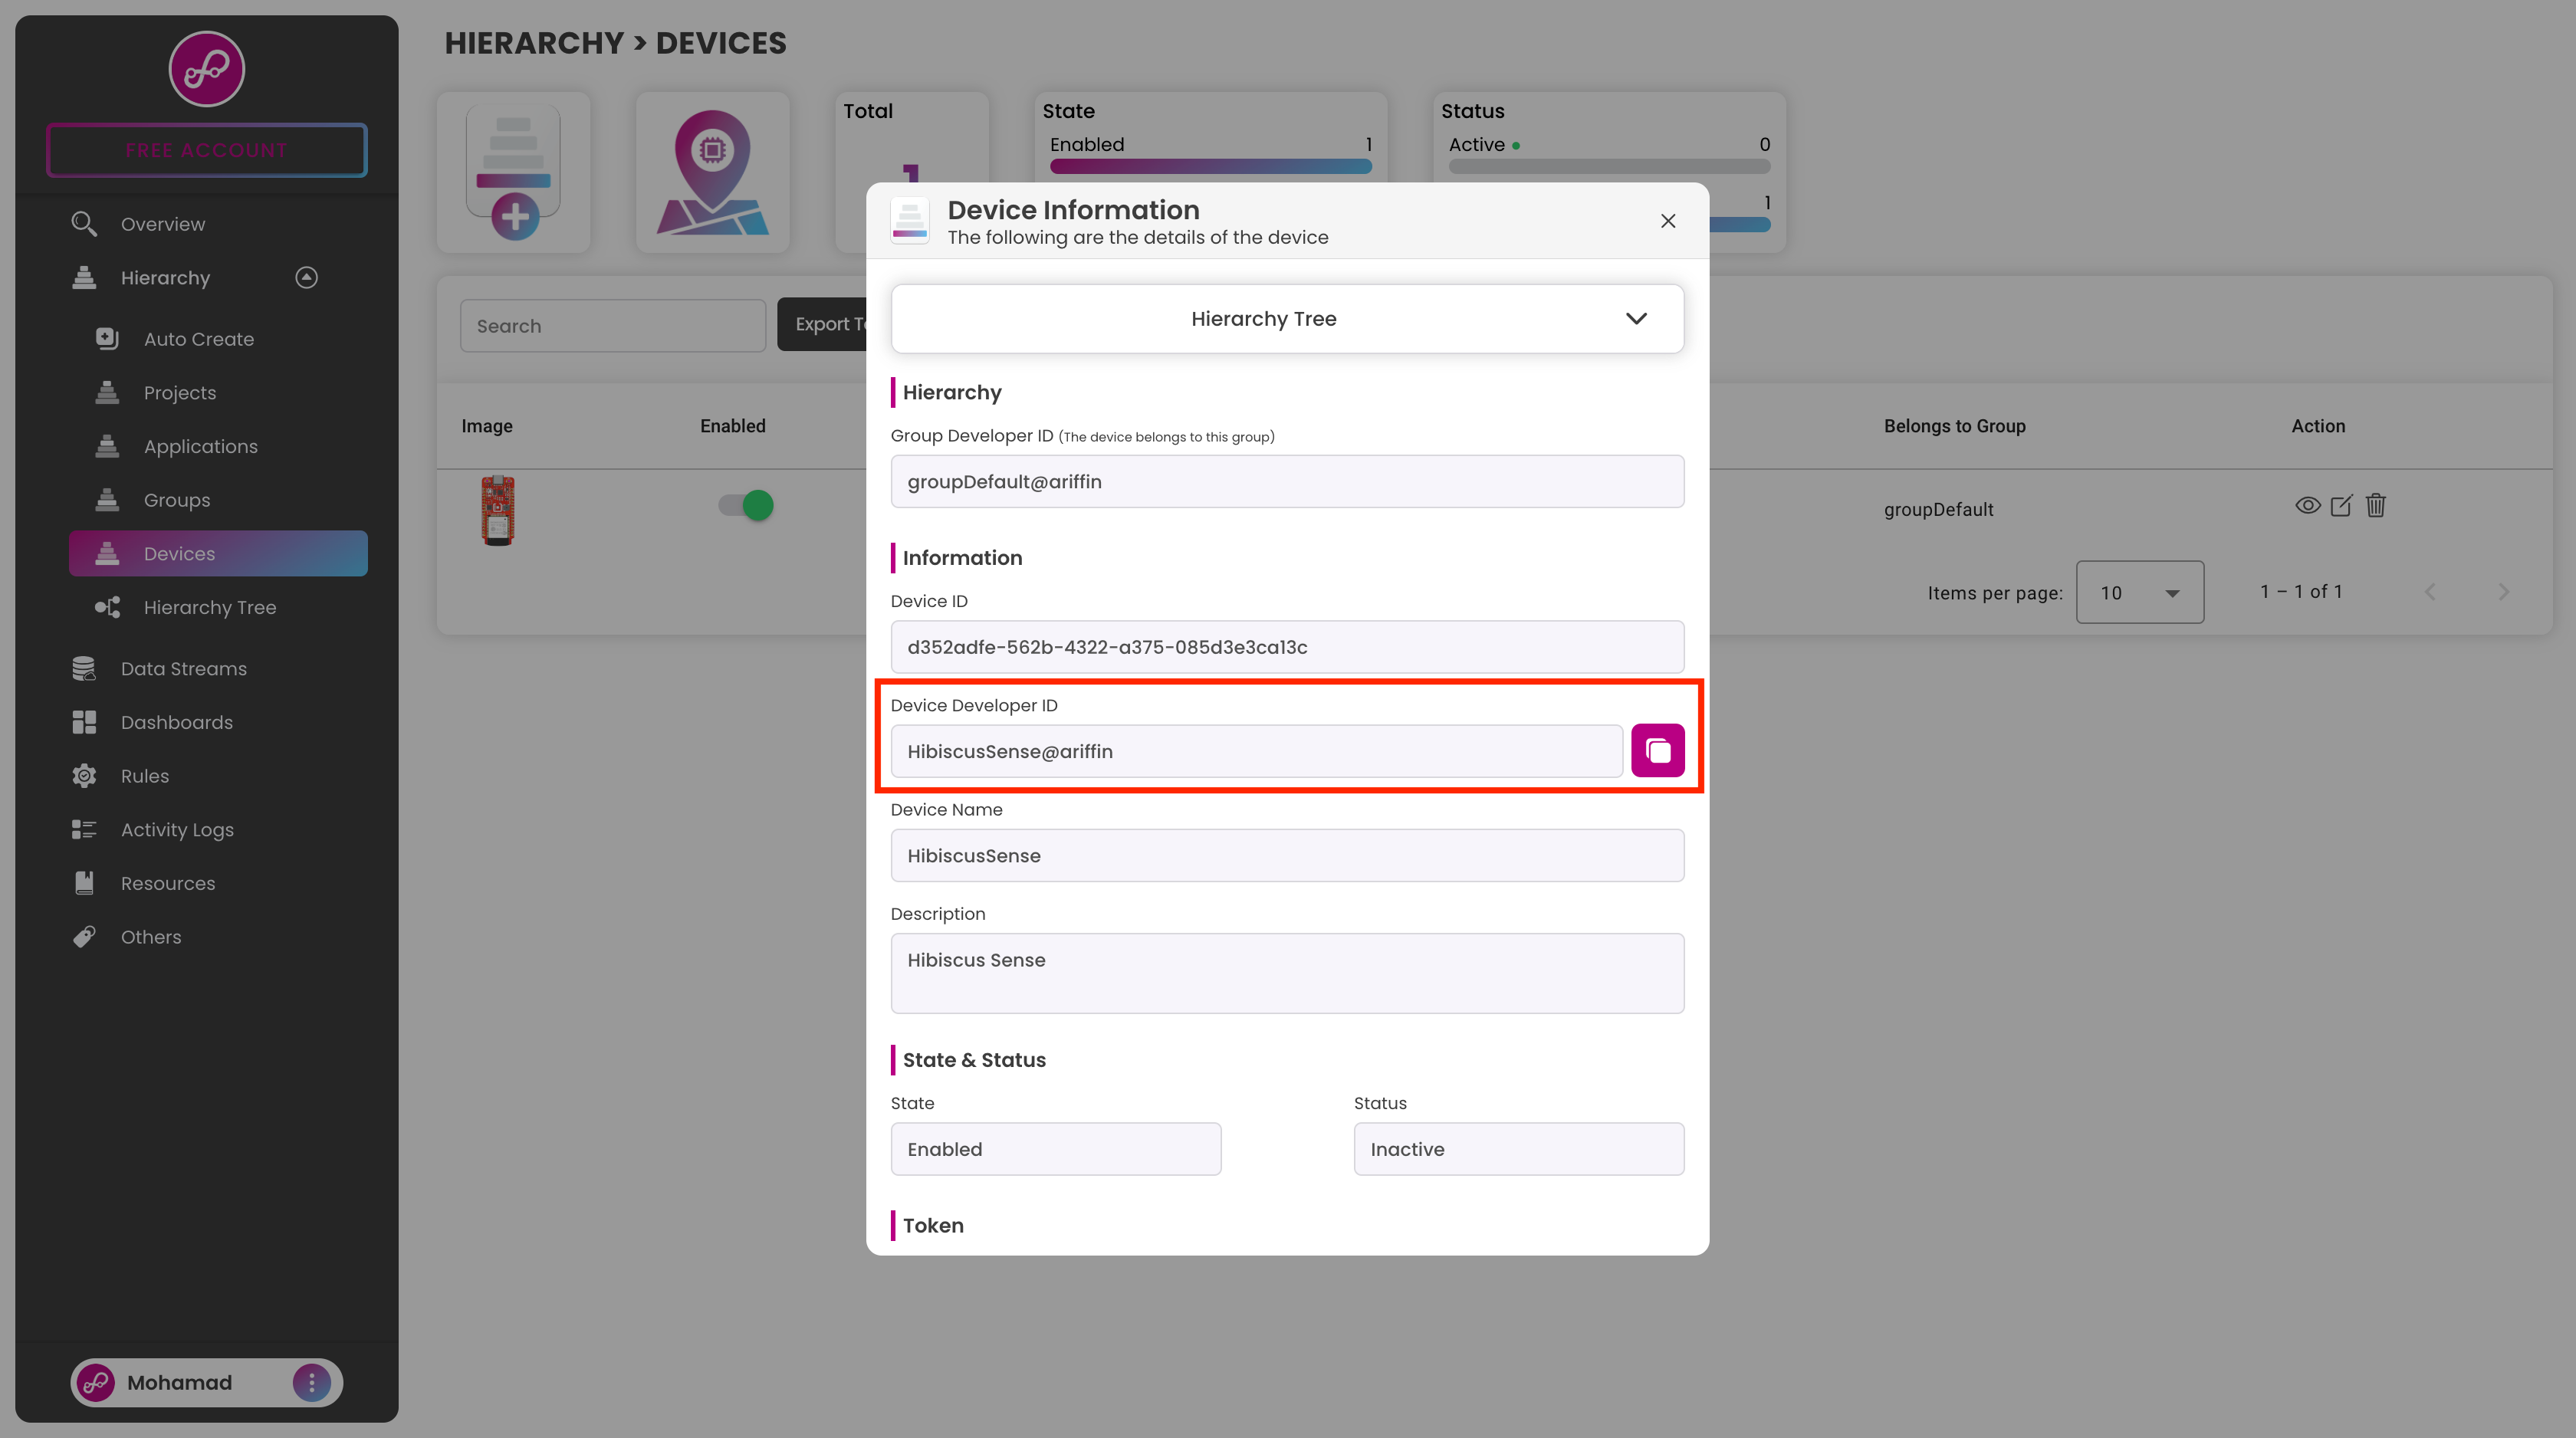 FREE ACCOUNT
Overview
Hierarchy
Auto Create
Projects
Applications
Groups
Devices
Hierarchy Tree
Data Streams
Dashboards
Rules
Activity Logs
Resources
Others
Mohamad
HIERARCHY > DEVICES
Total
State
Enabled 1
Status
Active 0
1
Search
Export
Image Enabled Belongs to Group Action
groupDefault
Items per page: 10 1 – 1 of 1
Device Information
The following are the details of the device
Hierarchy Tree
Hierarchy
Group Developer ID (The device belongs to this group)
groupDefault@ariffin
Information
Device ID
d352adfe-562b-4322-a375-085d3e3ca13c
Device Developer ID
HibiscusSense@ariffin
Device Name
HibiscusSense
Description
Hibiscus Sense
State & Status
State Status
Enabled Inactive
Token